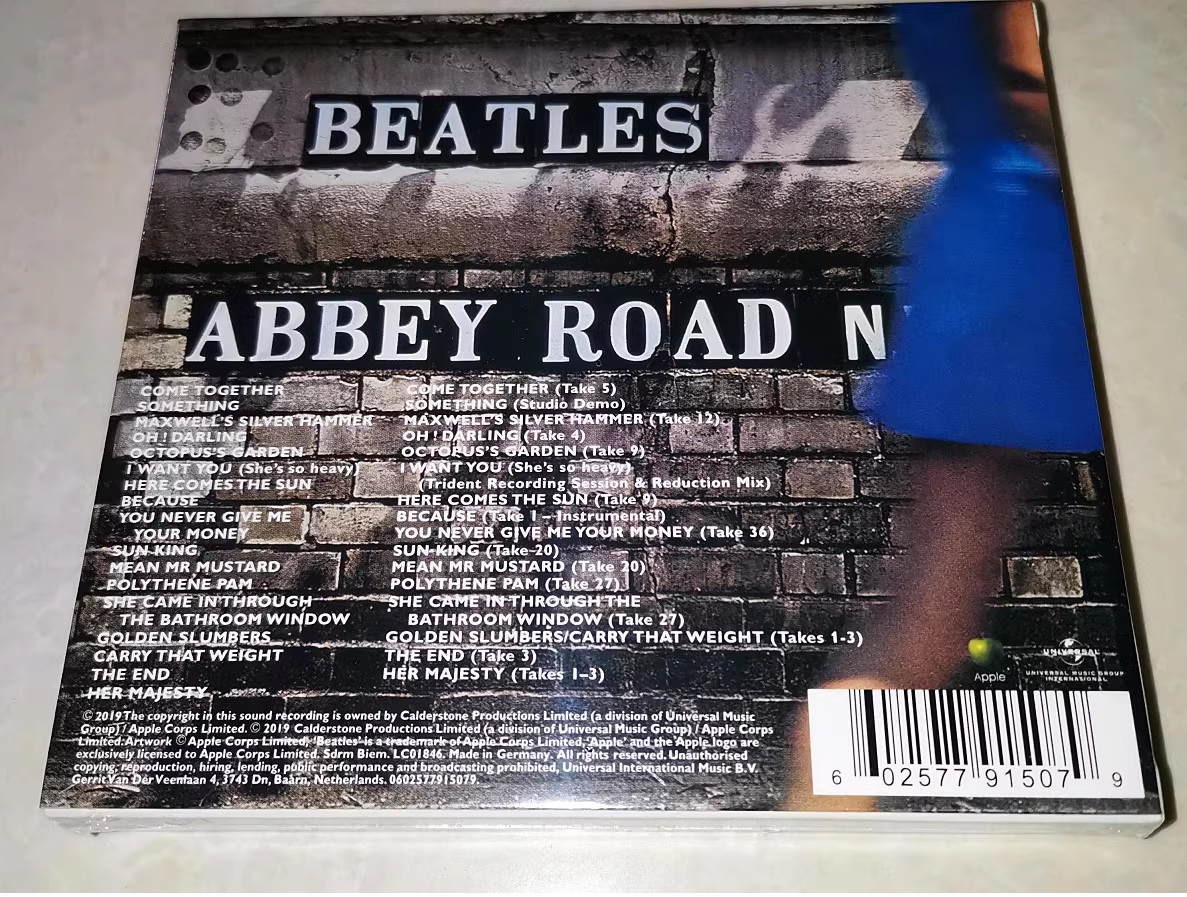 BEATLES
ABBEY ROAD N
COME TOGETHER
SOMETHING
MAXWELL'S SILVER HAMMER
OH! DARLING
OCTOPUS'S GARDEN
I WANT YOU (She's so heavy)
HERE COMES THE SUN
BECAUSE
YOU NEVER GIVE ME
YOUR MONEY
SUN KING
MEAN MR MUSTARD
POLYTHENE PAM
SHE CAME IN THROUGH
THE BATHROOM WINDOW
GOLDEN SLUMBERS
CARRY THAT WEIGHT
THE END
HER MAJESTY
COME TOGETHER (Take 5)
SOMETHING (Studio Demo)
MAXWELL'S SILVER HAMMER (Take 12)
OH! DARLING (Take 4)
OCTOPUS'S GARDEN (Take 9)
I WANT YOU (She's so heavy)
(Trident Recording Session & Reduction Mix)
HERE COMES THE SUN (Take 9)
BECAUSE (Take 1 – Instrumental)
YOU NEVER GIVE ME YOUR MONEY (Take 36)
SUN KING (Take 20)
MEAN MR MUSTARD (Take 20)
POLYTHENE PAM (Take 27)
SHE CAME IN THROUGH THE
BATHROOM WINDOW (Take 27)
GOLDEN SLUMBERS/CARRY THAT WEIGHT (Takes 1-3)
THE END (Take 3)
HER MAJESTY (Takes 1–3)
© 2019 The copyright in this sound recording is owned by Calderstone Productions Limited (a division of Universal Music
Group) / Apple Corps Limited. © 2019 Calderstone Productions Limited (a division of Universal Music Group) / Apple Corps
Limited. Artwork © Apple Corps Limited, 'Beatles' is a trademark of Apple Corps Limited, 'Apple' and the Apple logo are
exclusively licensed to Apple Corps Limited. Sdrm Biem. LC01846. Made in Germany. All rights reserved. Unauthorised
copying, reproduction, hiring, lending, public performance and broadcasting prohibited, Universal International Music B.V.
Gerrit Van Der Veenlaan 4, 3743 Dn, Baarn, Netherlands. 0602577915079.
Apple
UNIVERSAL
UNIVERSAL MUSIC GROUP
INTERNATIONAL
6 02577 91507 9